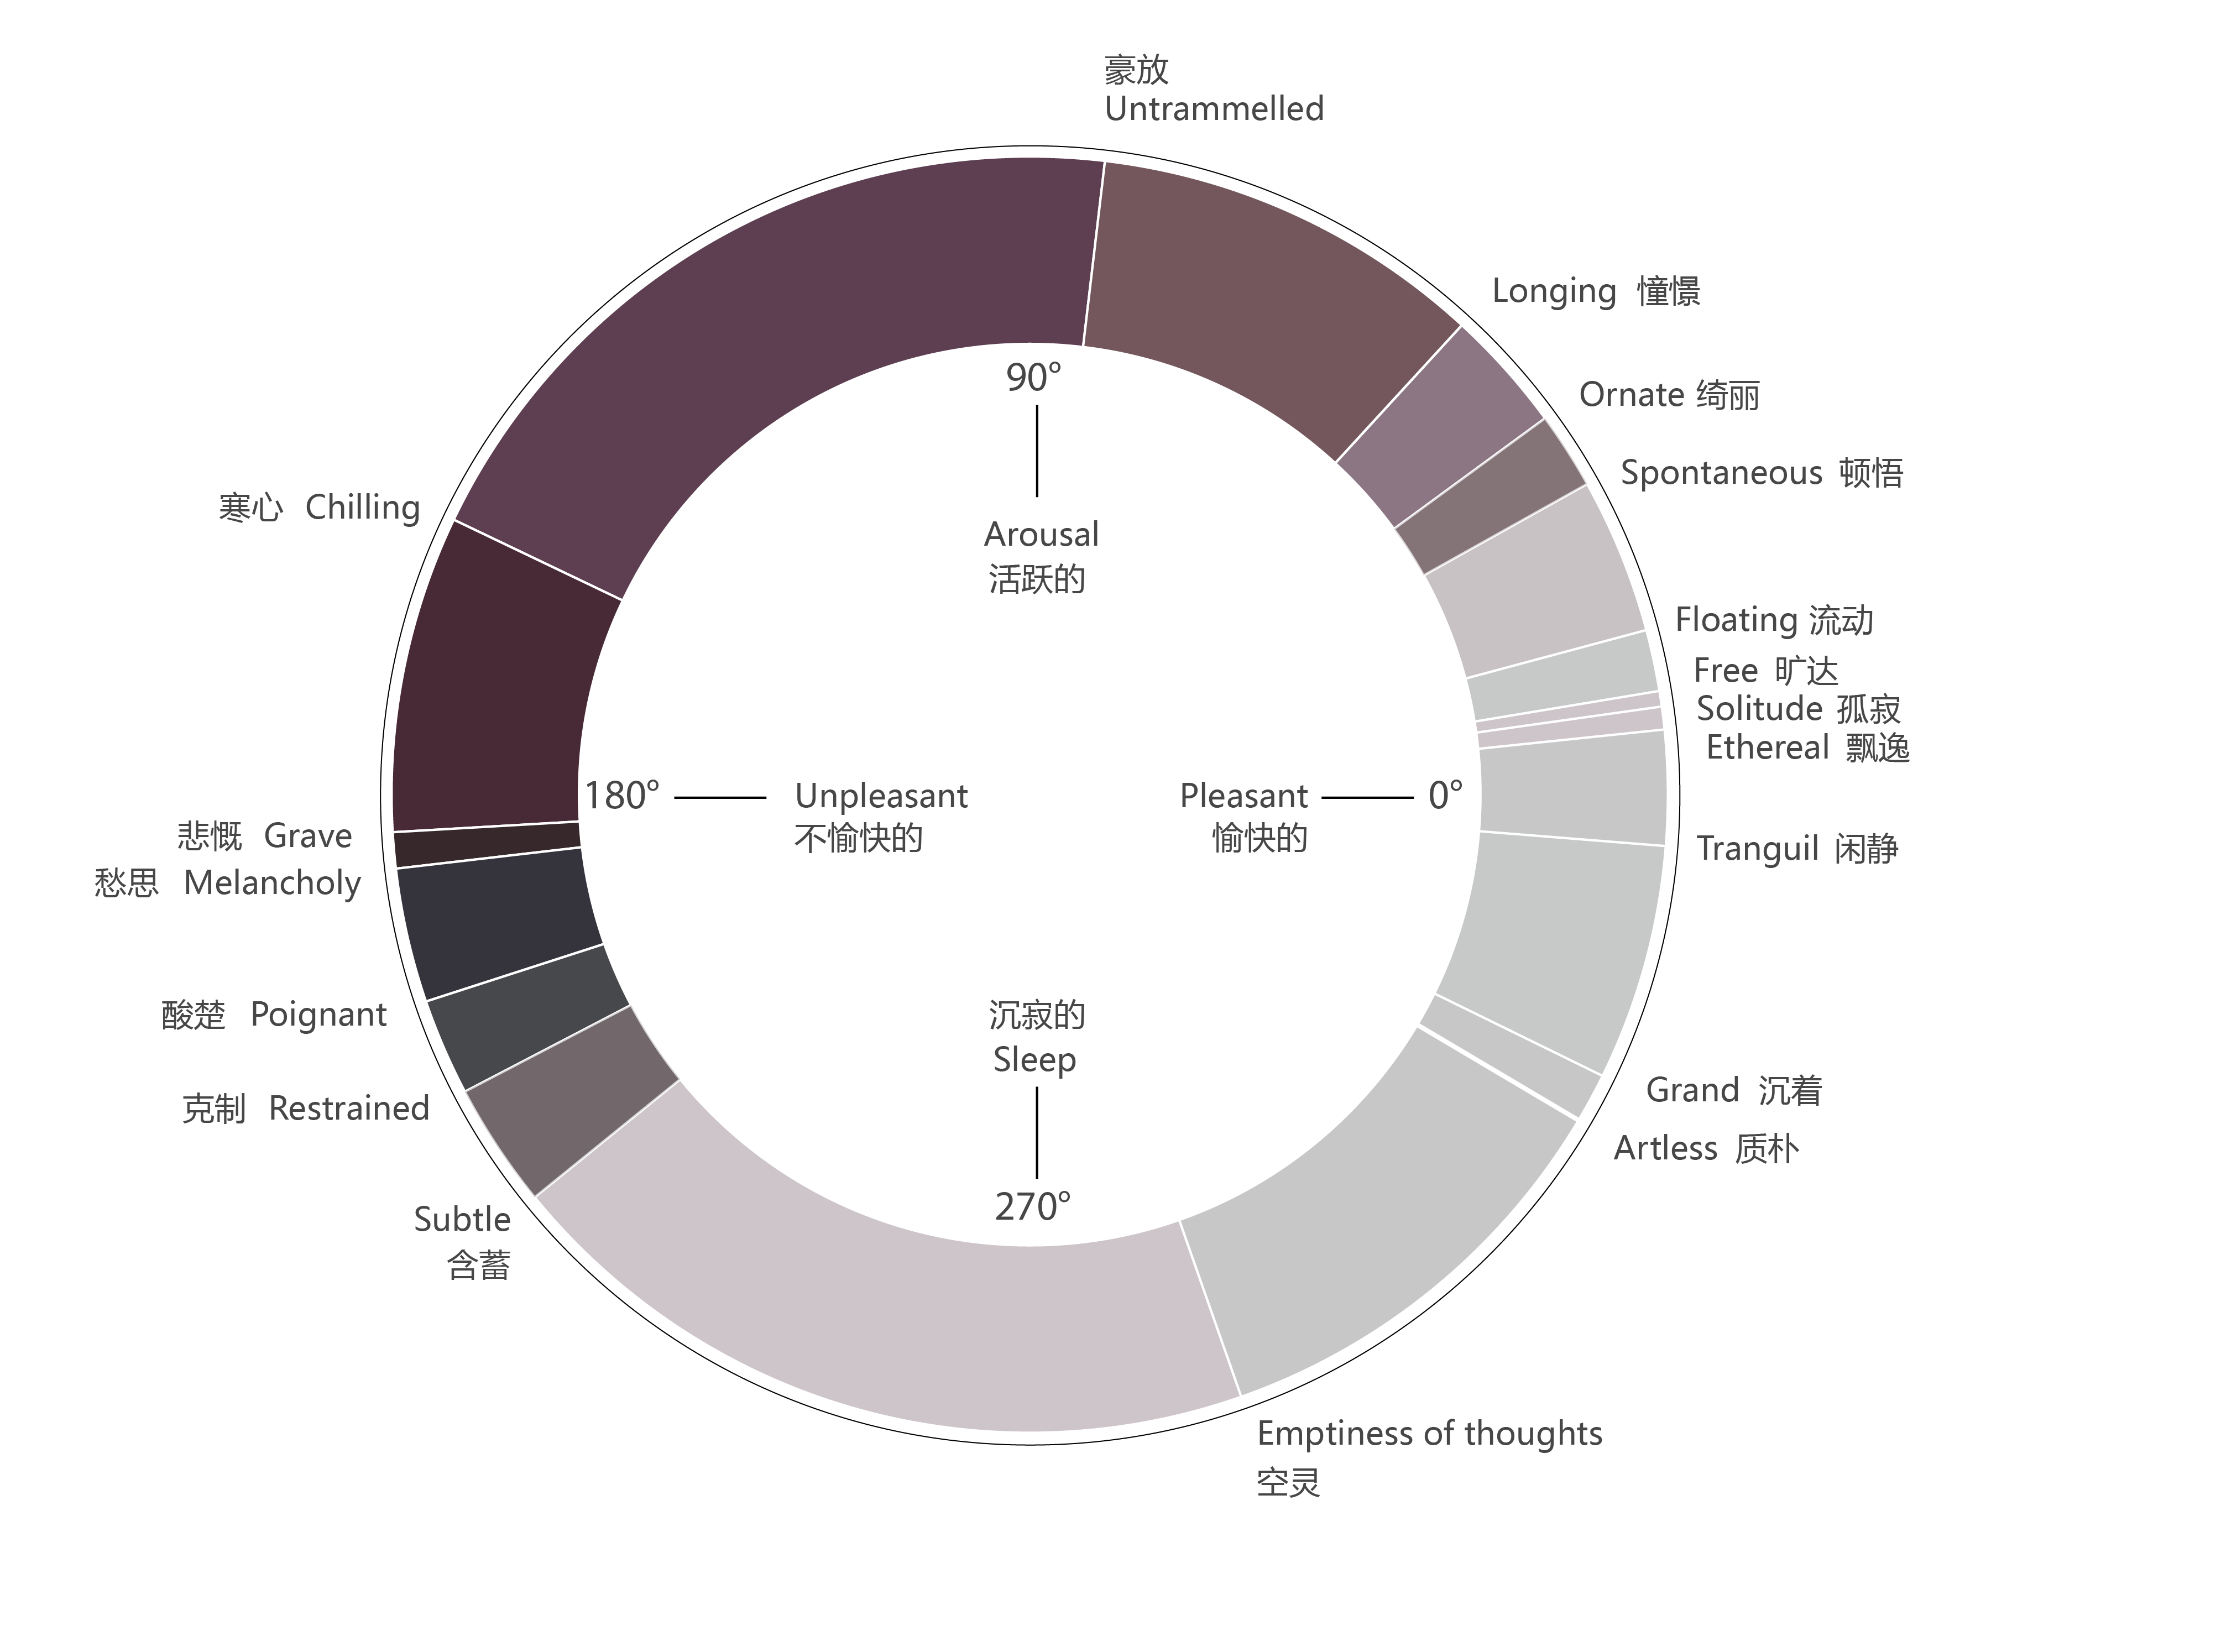 豪放
Untrammelled
Longing 憧憬
Ornate 绮丽
Spontaneous 顿悟
Floating 流动
Free 旷达
Solitude 孤寂
Ethereal 飘逸
Tranguil 闲静
Grand 沉着
Artless 质朴
Emptiness of thoughts
空灵
Subtle
含蓄
克制 Restrained
酸楚 Poignant
愁思 Melancholy
悲慨 Grave
寒心 Chilling
90°
Arousal
活跃的
180°
Unpleasant
不愉快的
Pleasant
愉快的
0°
沉寂的
Sleep
270°